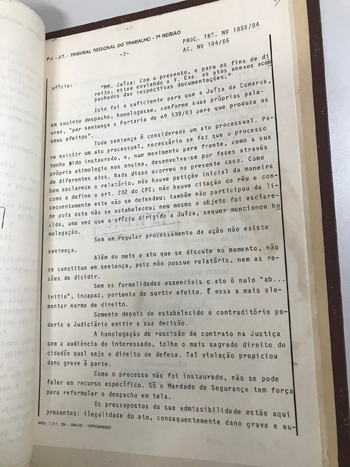 P.J. - J.T. - TRIBUNAL REGIONAL DO TRABALHO - 7ª REGIÃO
PROC. TRT. Nº 1855/84
-3-
AC. Nº 104/85
ofício:
"MM. Juíza: Com o presente, e para os fins de di
reito, estou enviando a V. Exa. os atos anexos acom
panhados das respectivas documentações."
Isto foi o suficiente para que a Juíza da Comarca,
em sucinto despacho, homologasse, conforme suas próprias pala-
vras, "por sentença a Portaria de nº 539/83 para que produza os
seus efeitos".
Toda sentença é considerada um ato processual. Pa-
ra existir um ato processual, necessário se faz que o processo
tenha sido instaurado, e, num movimento para frente, como a sua
própria etimologia nos ensina, desenvolva-se por fases através
de diferentes atos. Nada disso ocorreu no presente caso. Como
bem esclarece o relatório, não houve petição inicial da maneira
como a define o art. 282 do CPC; não houve citação do réu e con-
sequentemente este não se defendeu; também não participou da li-
de pois esta não se estabeleceu; nem mesmo o objeto foi esclare-
cido, uma vez que o ofício dirigido a Juíza, sequer mencionou ho
mologação.
Sem um regular processamento da ação não existe
sentença.
Além do mais o ato que se discute no momento, não
se constitue em sentença, pois não possue relatório, nem as ra-
zões de dicidir.
Sem as formalidades essenciais o ato é nulo "ab...
initio", incapaz, portanto de surtir efeito. É essa a mais ele-
mentar norma de direito.
Somente depois de estabelecido o contraditório po-
deria o Judiciário emitir a sua decisão.
A homologação de rescisão do contrato na Justiça
sem a audiência do interessado, tolhe o mais sagrado direito do
cidadão qual seja o direito de defesa. Tal violação propiciou
dano grave à parte.
Como o processo não foi instaurado, não se pode
falar em recurso específico. Só o Mandado de Segurança tem força
para reformular o despacho em tela.
Os pressupostos da sua admissibilidade estão aqui
presentes: ilegalidade do ato, consequentemente dano grave e au-